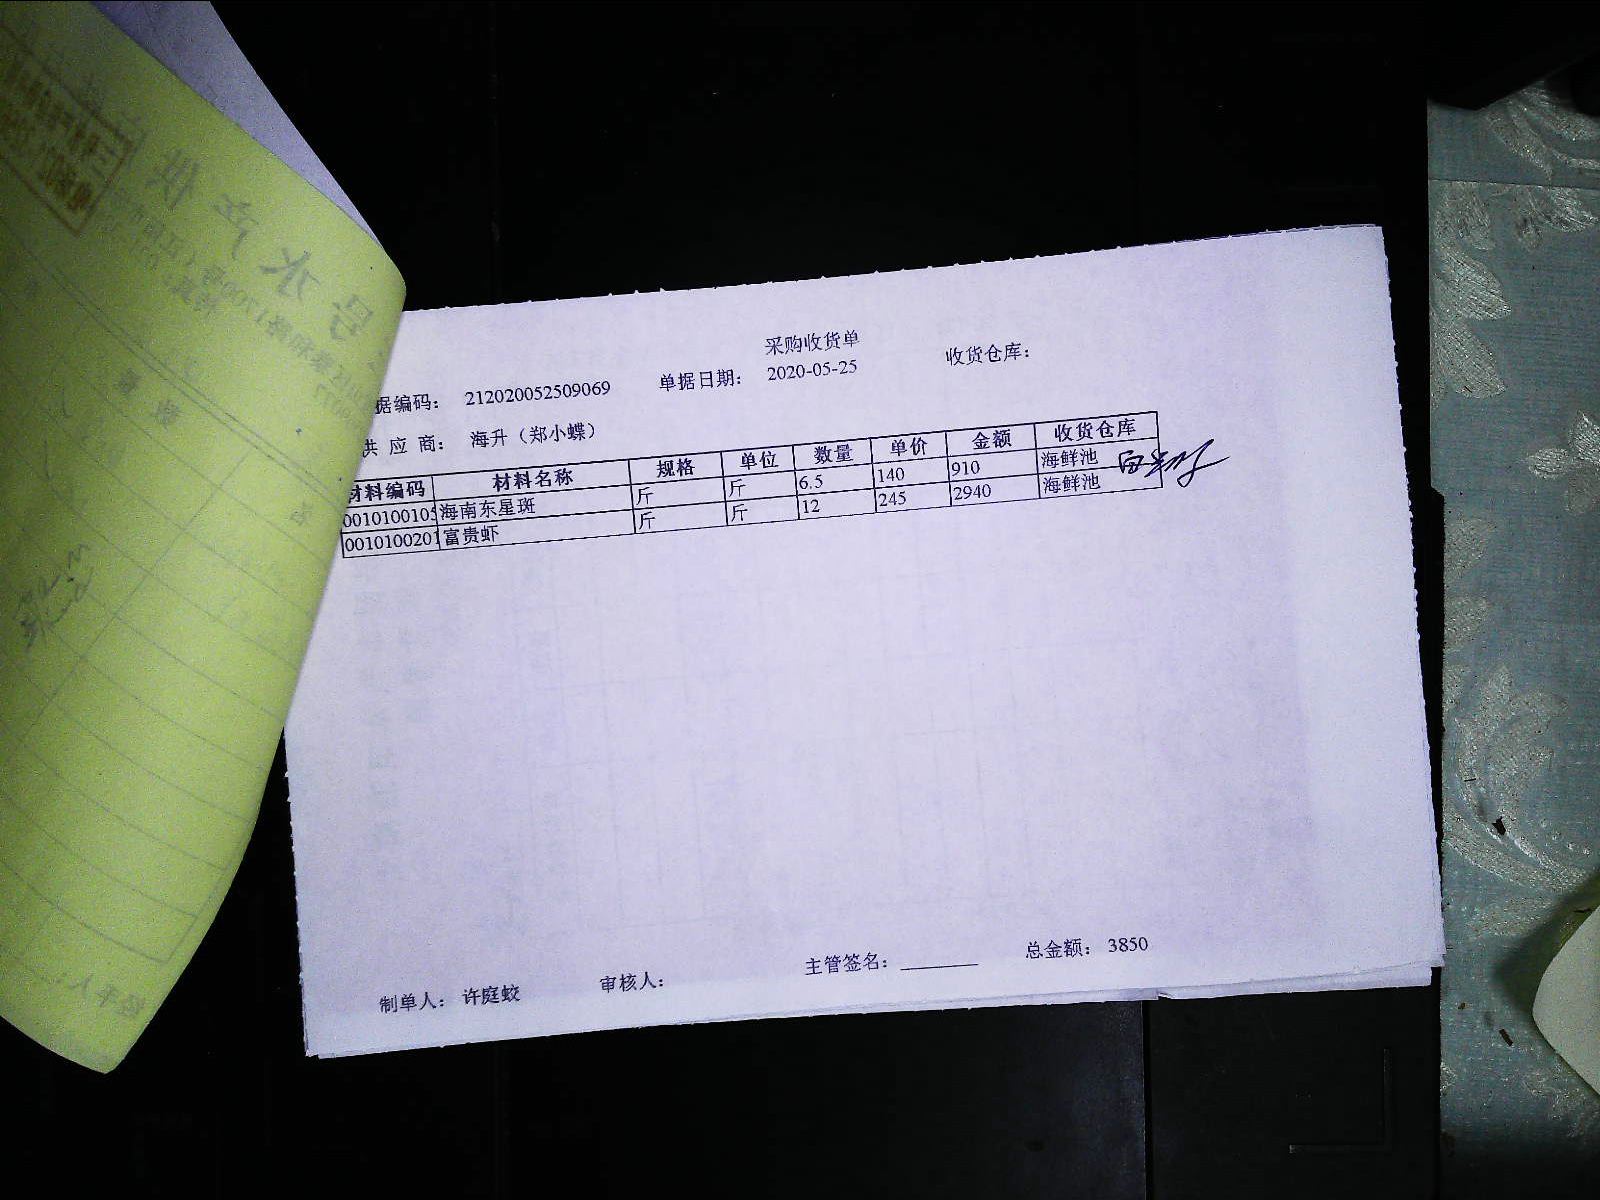 采购收货单
据编码： 212020052509069 单据日期： 2020-05-25 收货仓库：
供 应 商： 海升（郑小蝶）
材料编码 材料名称 规格 单位 数量 单价 金额 收货仓库
0010100105 海南东星斑 斤 斤 6.5 140 910 海鲜池
0010100201 富贵虾 斤 斤 12 245 2940 海鲜池
制单人： 许庭蛟 审核人： 主管签名： 总金额： 3850